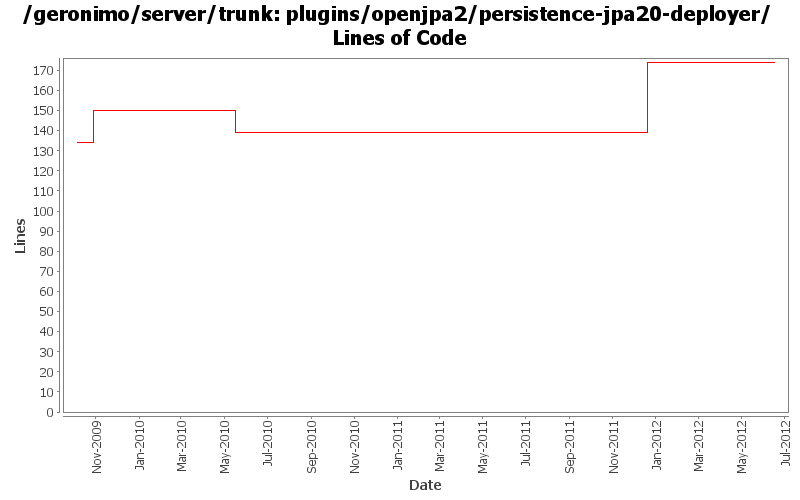 /geronimo/server/trunk: plugins/openjpa2/persistence-jpa20-deployer/
Lines of Code
170
160
150
140
130
120
110
100
90
80
70
60
50
40
30
20
10
0
Lines
Nov-2009
Jan-2010
Mar-2010
May-2010
Jul-2010
Sep-2010
Nov-2010
Jan-2011
Mar-2011
May-2011
Jul-2011
Sep-2011
Nov-2011
Jan-2012
Mar-2012
May-2012
Jul-2012
Date